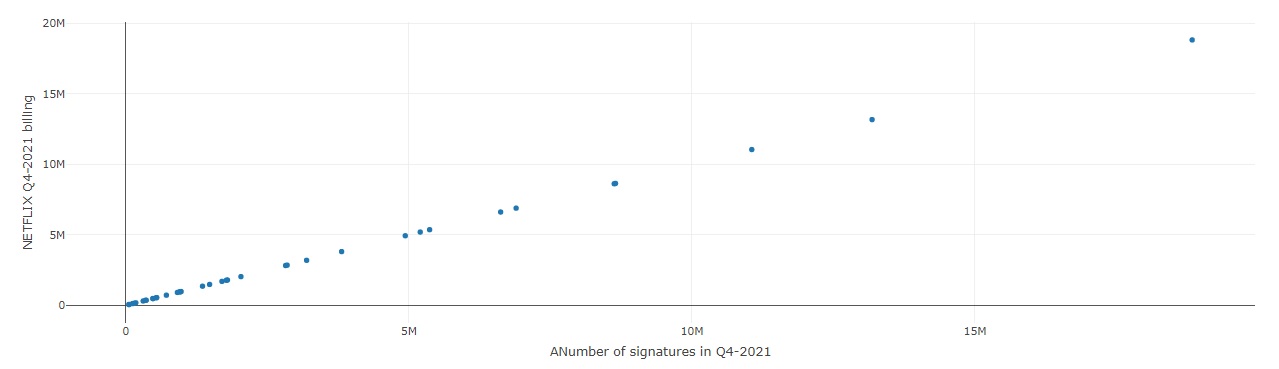 20M
15M
10M
5M
0
NETFLIX Q4-2021 billing
0
5M
10M
15M
ANumber of signatures in Q4-2021